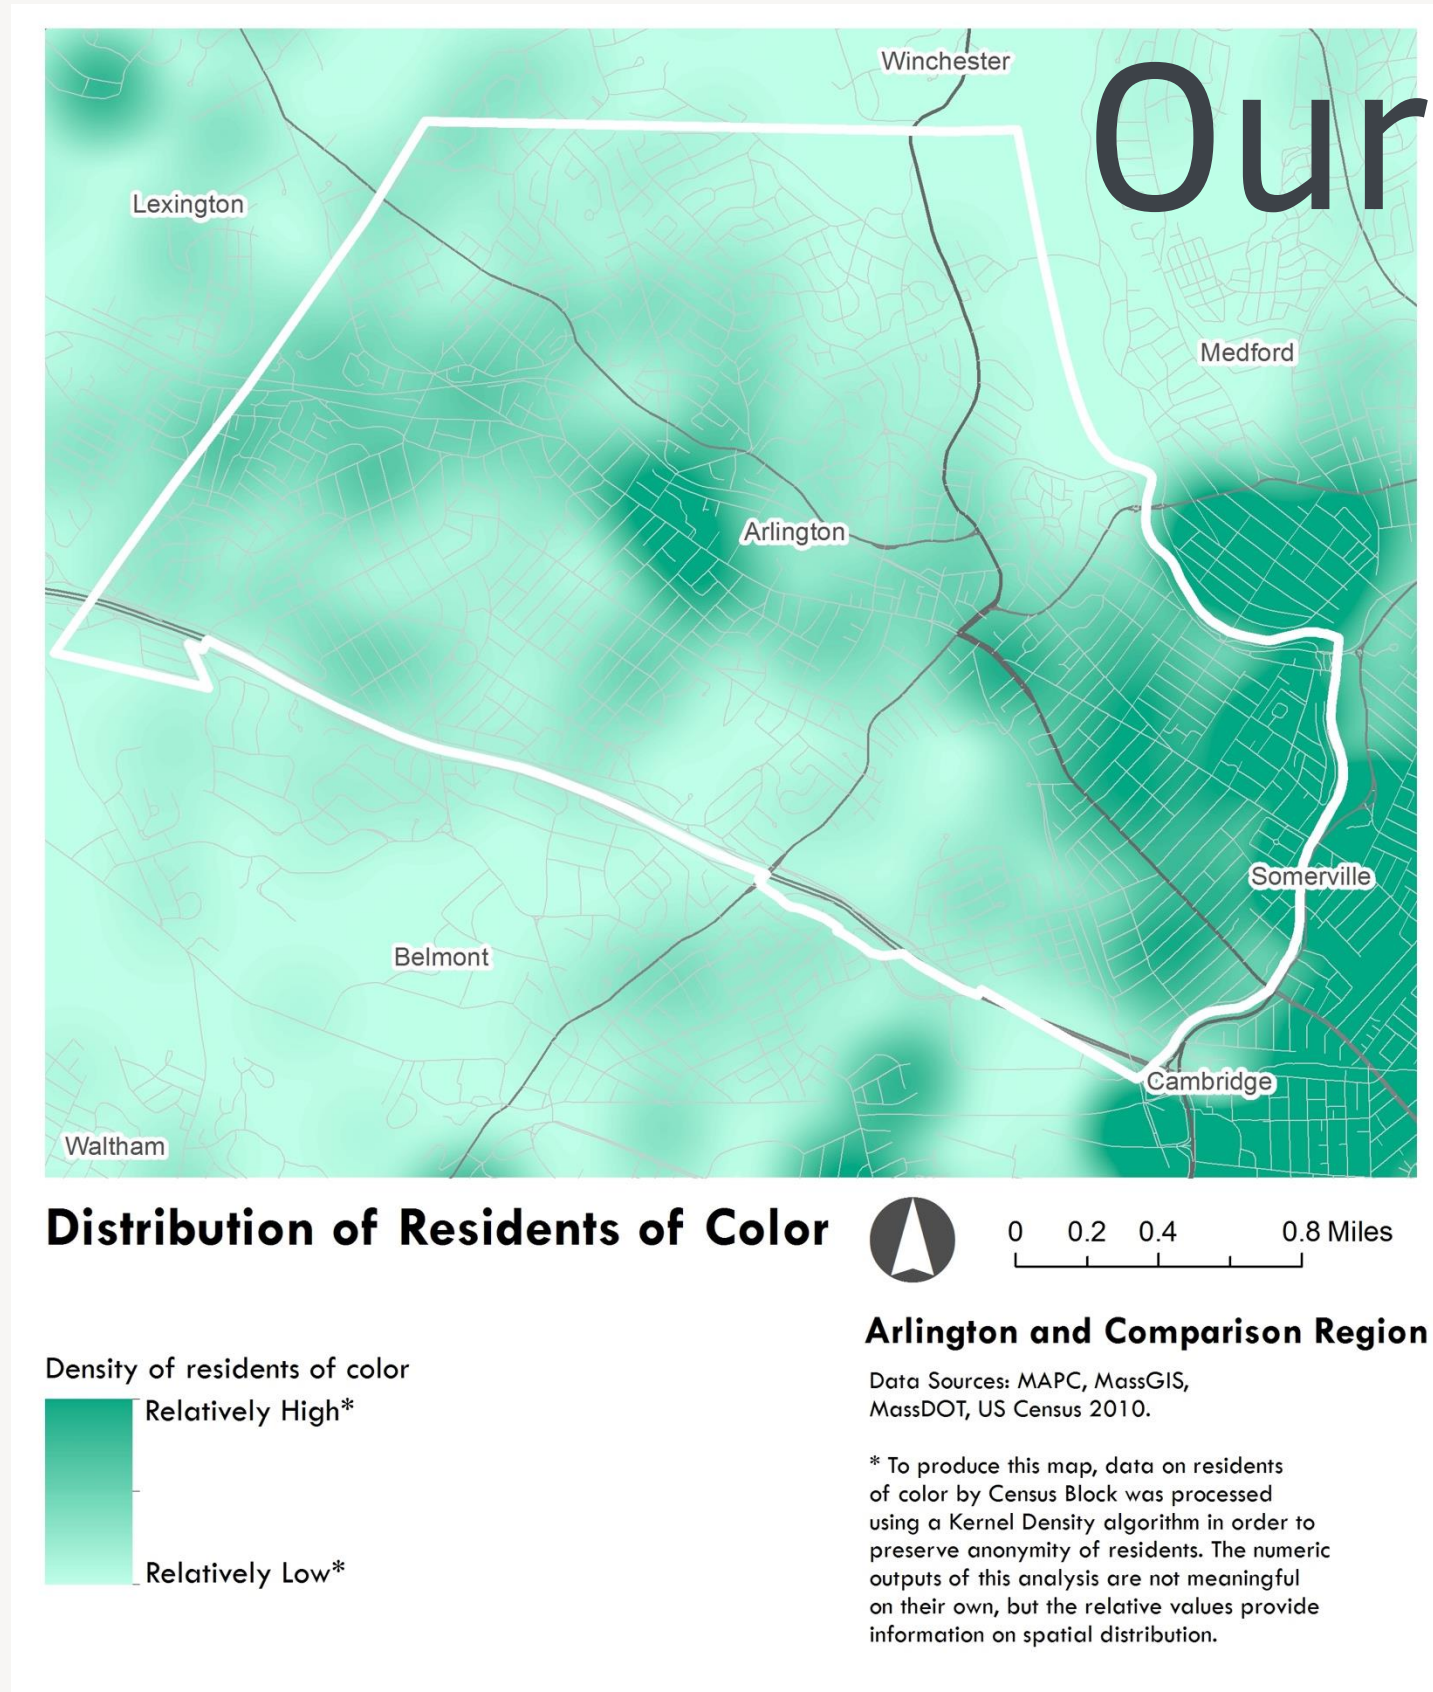 Winchester
Our
Lexington
Medford
Arlington
Somerville
Belmont
Cambridge
Waltham
Distribution of Residents of Color
0 0.2 0.4 0.8 Miles
Arlington and Comparison Region
Data Sources: MAPC, MassGIS,
MassDOT, US Census 2010.
Density of residents of color
Relatively High*
Relatively Low*
* To produce this map, data on residents
of color by Census Block was processed
using a Kernel Density algorithm in order to
preserve anonymity of residents. The numeric
outputs of this analysis are not meaningful
on their own, but the relative values provide
information on spatial distribution.